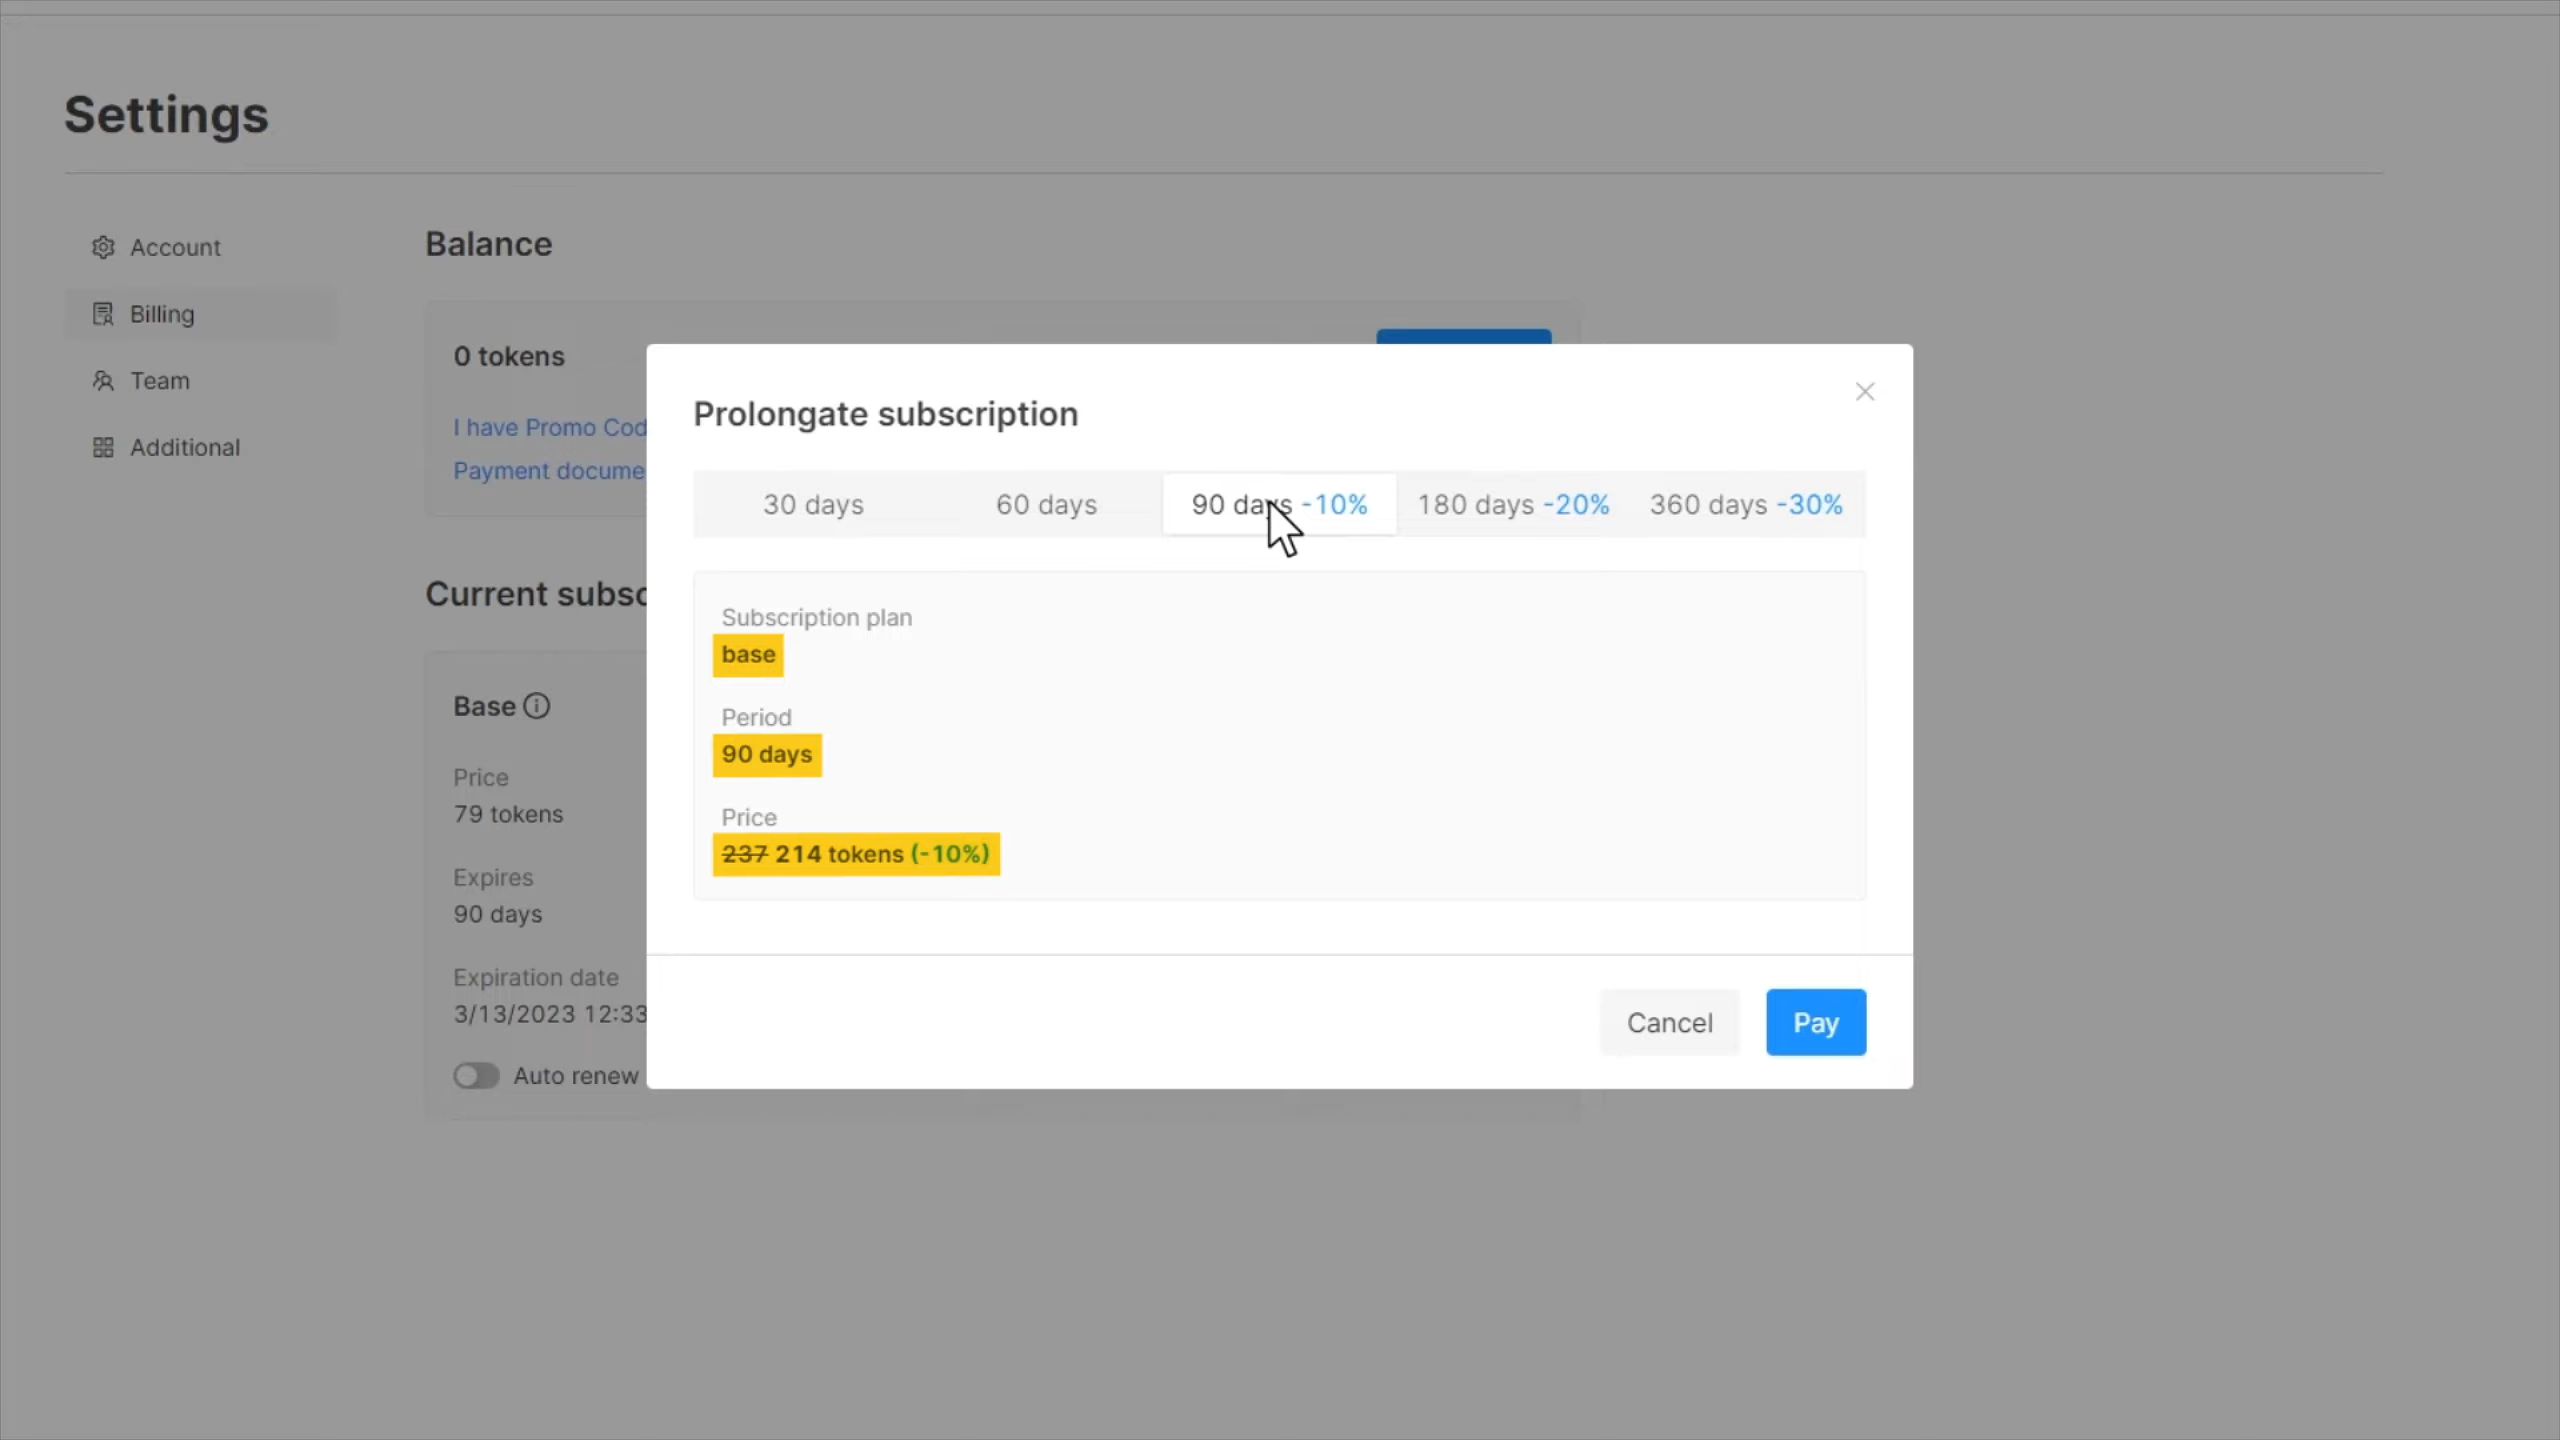 Settings
Account
Billing
Team
Additional
Balance
0 tokens
I have Promo Cod
Payment docume
Current subsc
Base
Price
79 tokens
Expires
90 days
Expiration date
3/13/2023 12:33
Auto renew
Prolongate subscription
30 days 60 days 90 days -10% 180 days -20% 360 days -30%
Subscription plan
base
Period
90 days
Price
237 214 tokens (-10%)
Cancel Pay